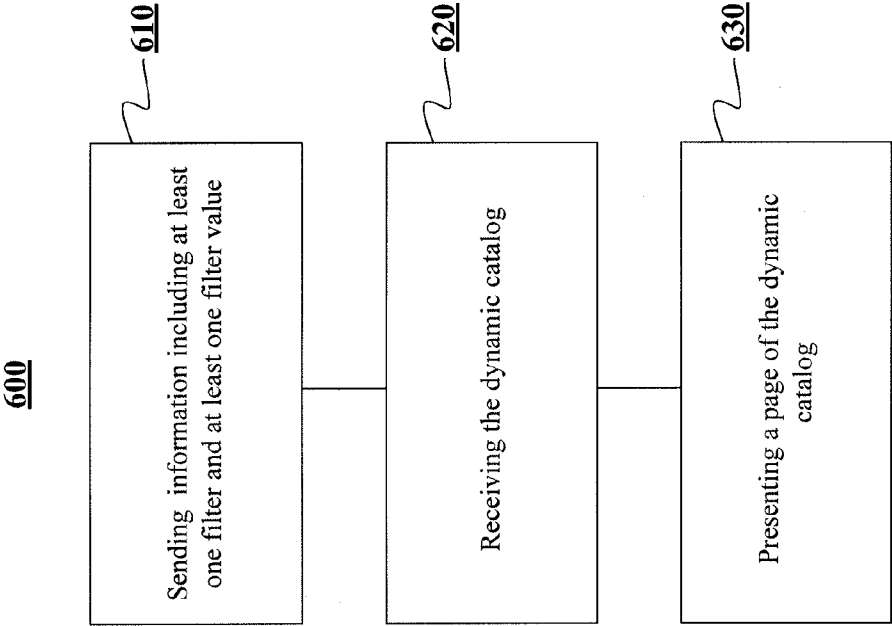 600
610
Sending information including at least
one filter and at least one filter value
620
Receiving the dynamic catalog
630
Presenting a page of the dynamic
catalog